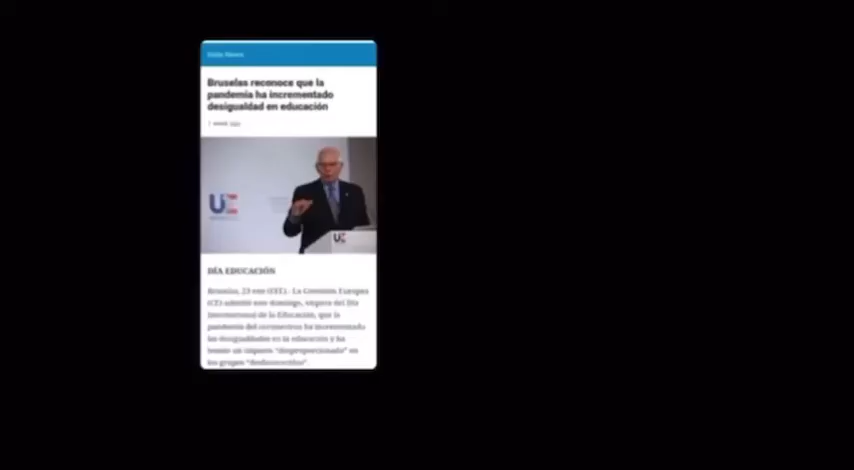 Bruselas reconoce que la
pandemia ha incrementado
desigualdad en educación
UE
UE
DÍA EDUCACIÓN
Bruselas, 23 ene (EFE).- La Comisión Europea
(CE) admitió este domingo, víspera del Día
Internacional de la Educación, que la
pandemia del coronavirus ha incrementado
las desigualdades en la educación y ha
tenido un impacto "desproporcionado" en
los grupos "desfavorecidos".